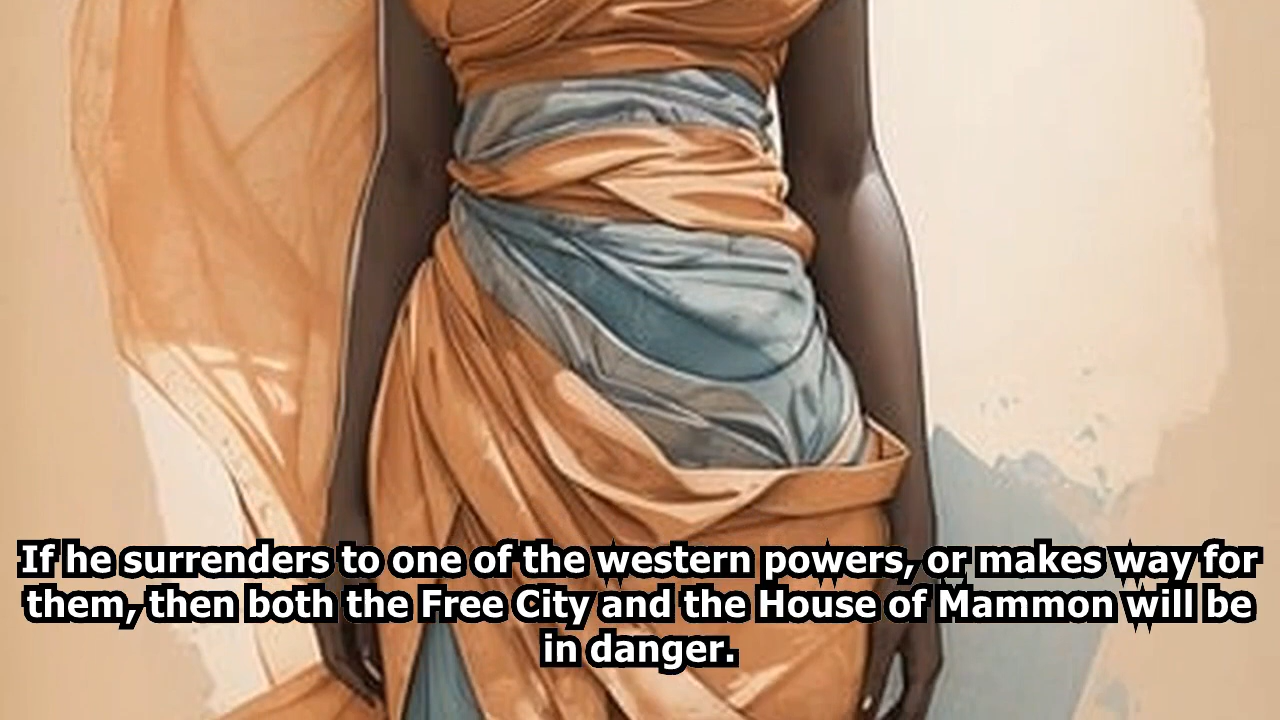 If he surrenders to one of the western powers, or makes way for
them, then both the Free City and the House of Mammon will be
in danger.